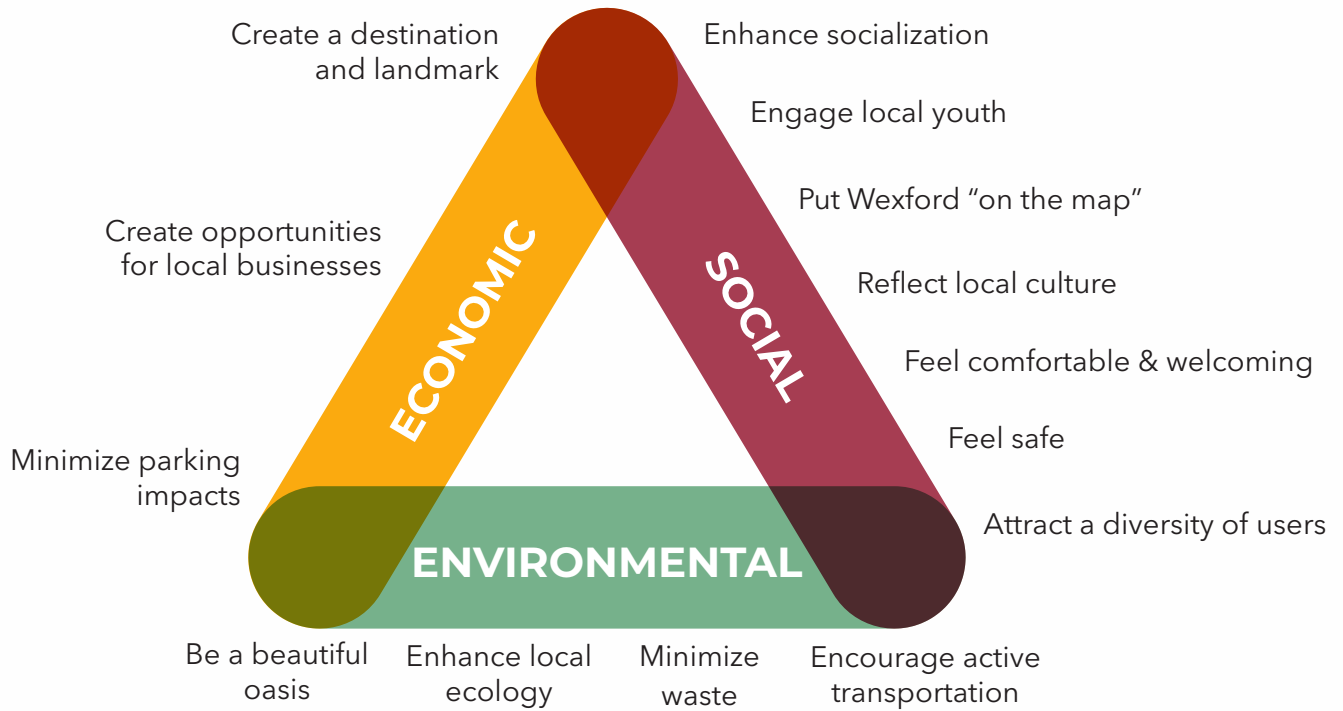 Create a destination
and landmark
Enhance socialization
Engage local youth
Put Wexford “on the map”
Create opportunities
for local businesses
Reflect local culture
ECONOMIC
SOCIAL
Feel comfortable & welcoming
Feel safe
Minimize parking
impacts
Attract a diversity of users
ENVIRONMENTAL
Be a beautiful
oasis
Enhance local
ecology
Minimize
waste
Encourage active
transportation